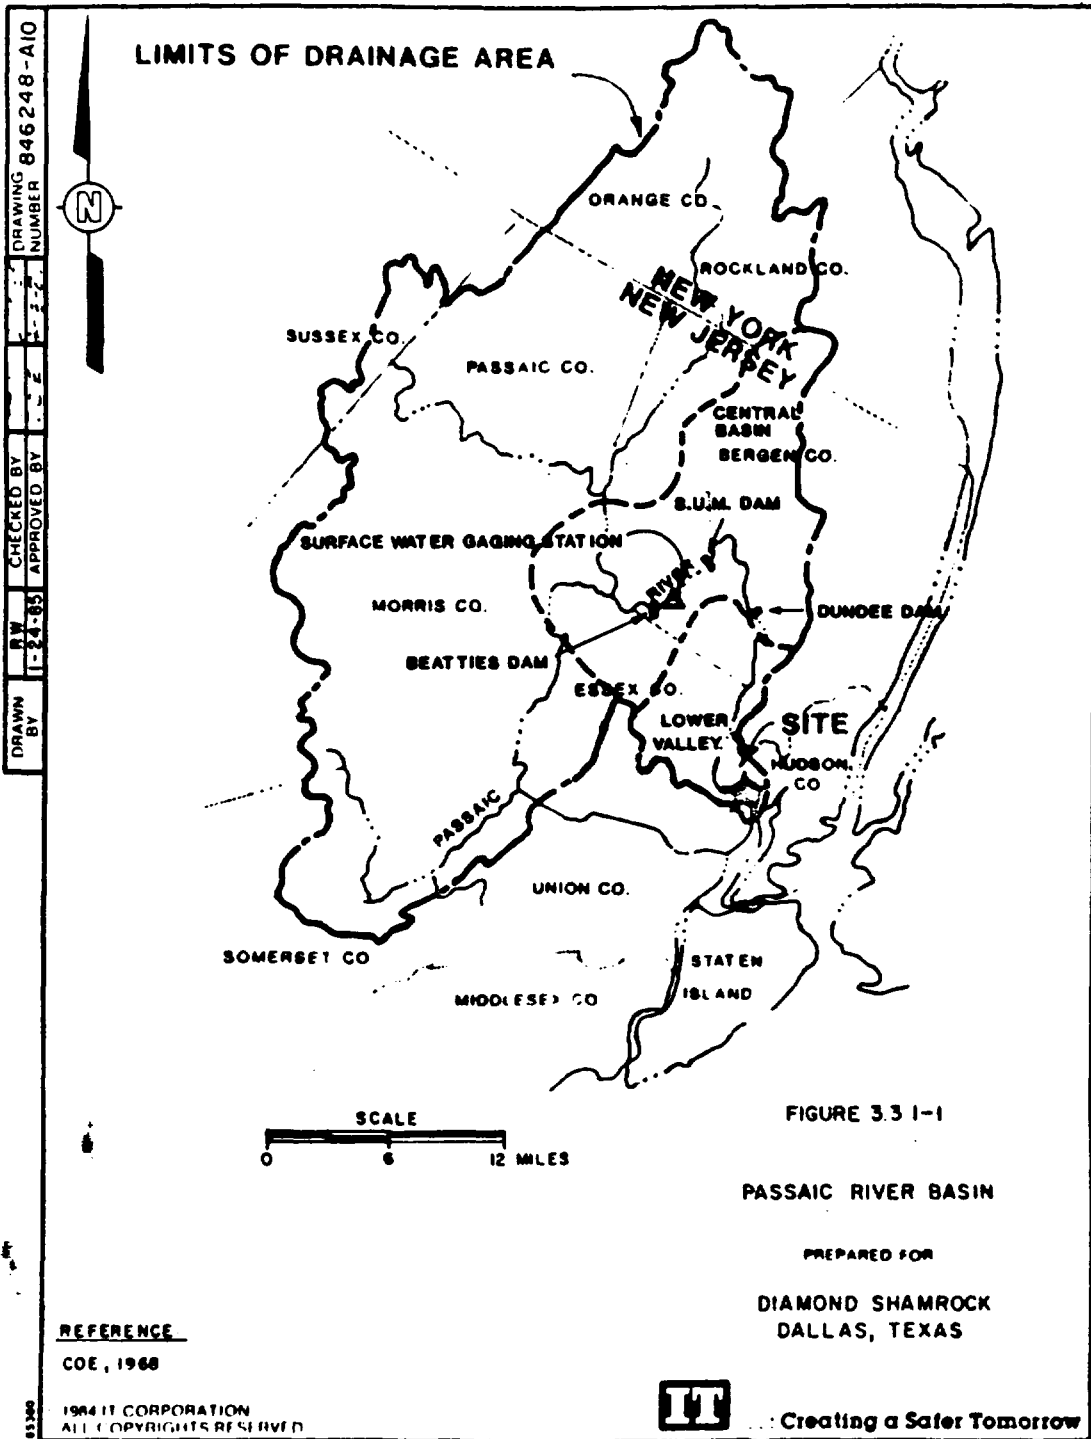 DRAWING NUMBER 846248-A10
CHECKED BY
APPROVED BY
DRAWN BY
RW
1-24-85
LIMITS OF DRAINAGE AREA
N
ORANGE CO.
ROCKLAND CO.
NEW YORK
NEW JERSEY
SUSSEX CO.
PASSAIC CO.
CENTRAL
BASIN
BERGEN CO.
S.U.M. DAM
SURFACE WATER GAGING STATION
RIVER
MORRIS CO.
DUNDEE DAM
BEATTIES DAM
ESSEX CO.
LOWER
VALLEY
SITE
HUDSON
CO
PASSAIC
UNION CO.
SOMERSET CO
STATEN
ISLAND
MIDDLESEX CO
SCALE
0 6 12 MILES
FIGURE 3.3 1-1
PASSAIC RIVER BASIN
PREPARED FOR
DIAMOND SHAMROCK
DALLAS, TEXAS
REFERENCE
COE, 1968
1984 IT CORPORATION
ALL COPYRIGHTS RESERVED
IT
Creating a Safer Tomorrow